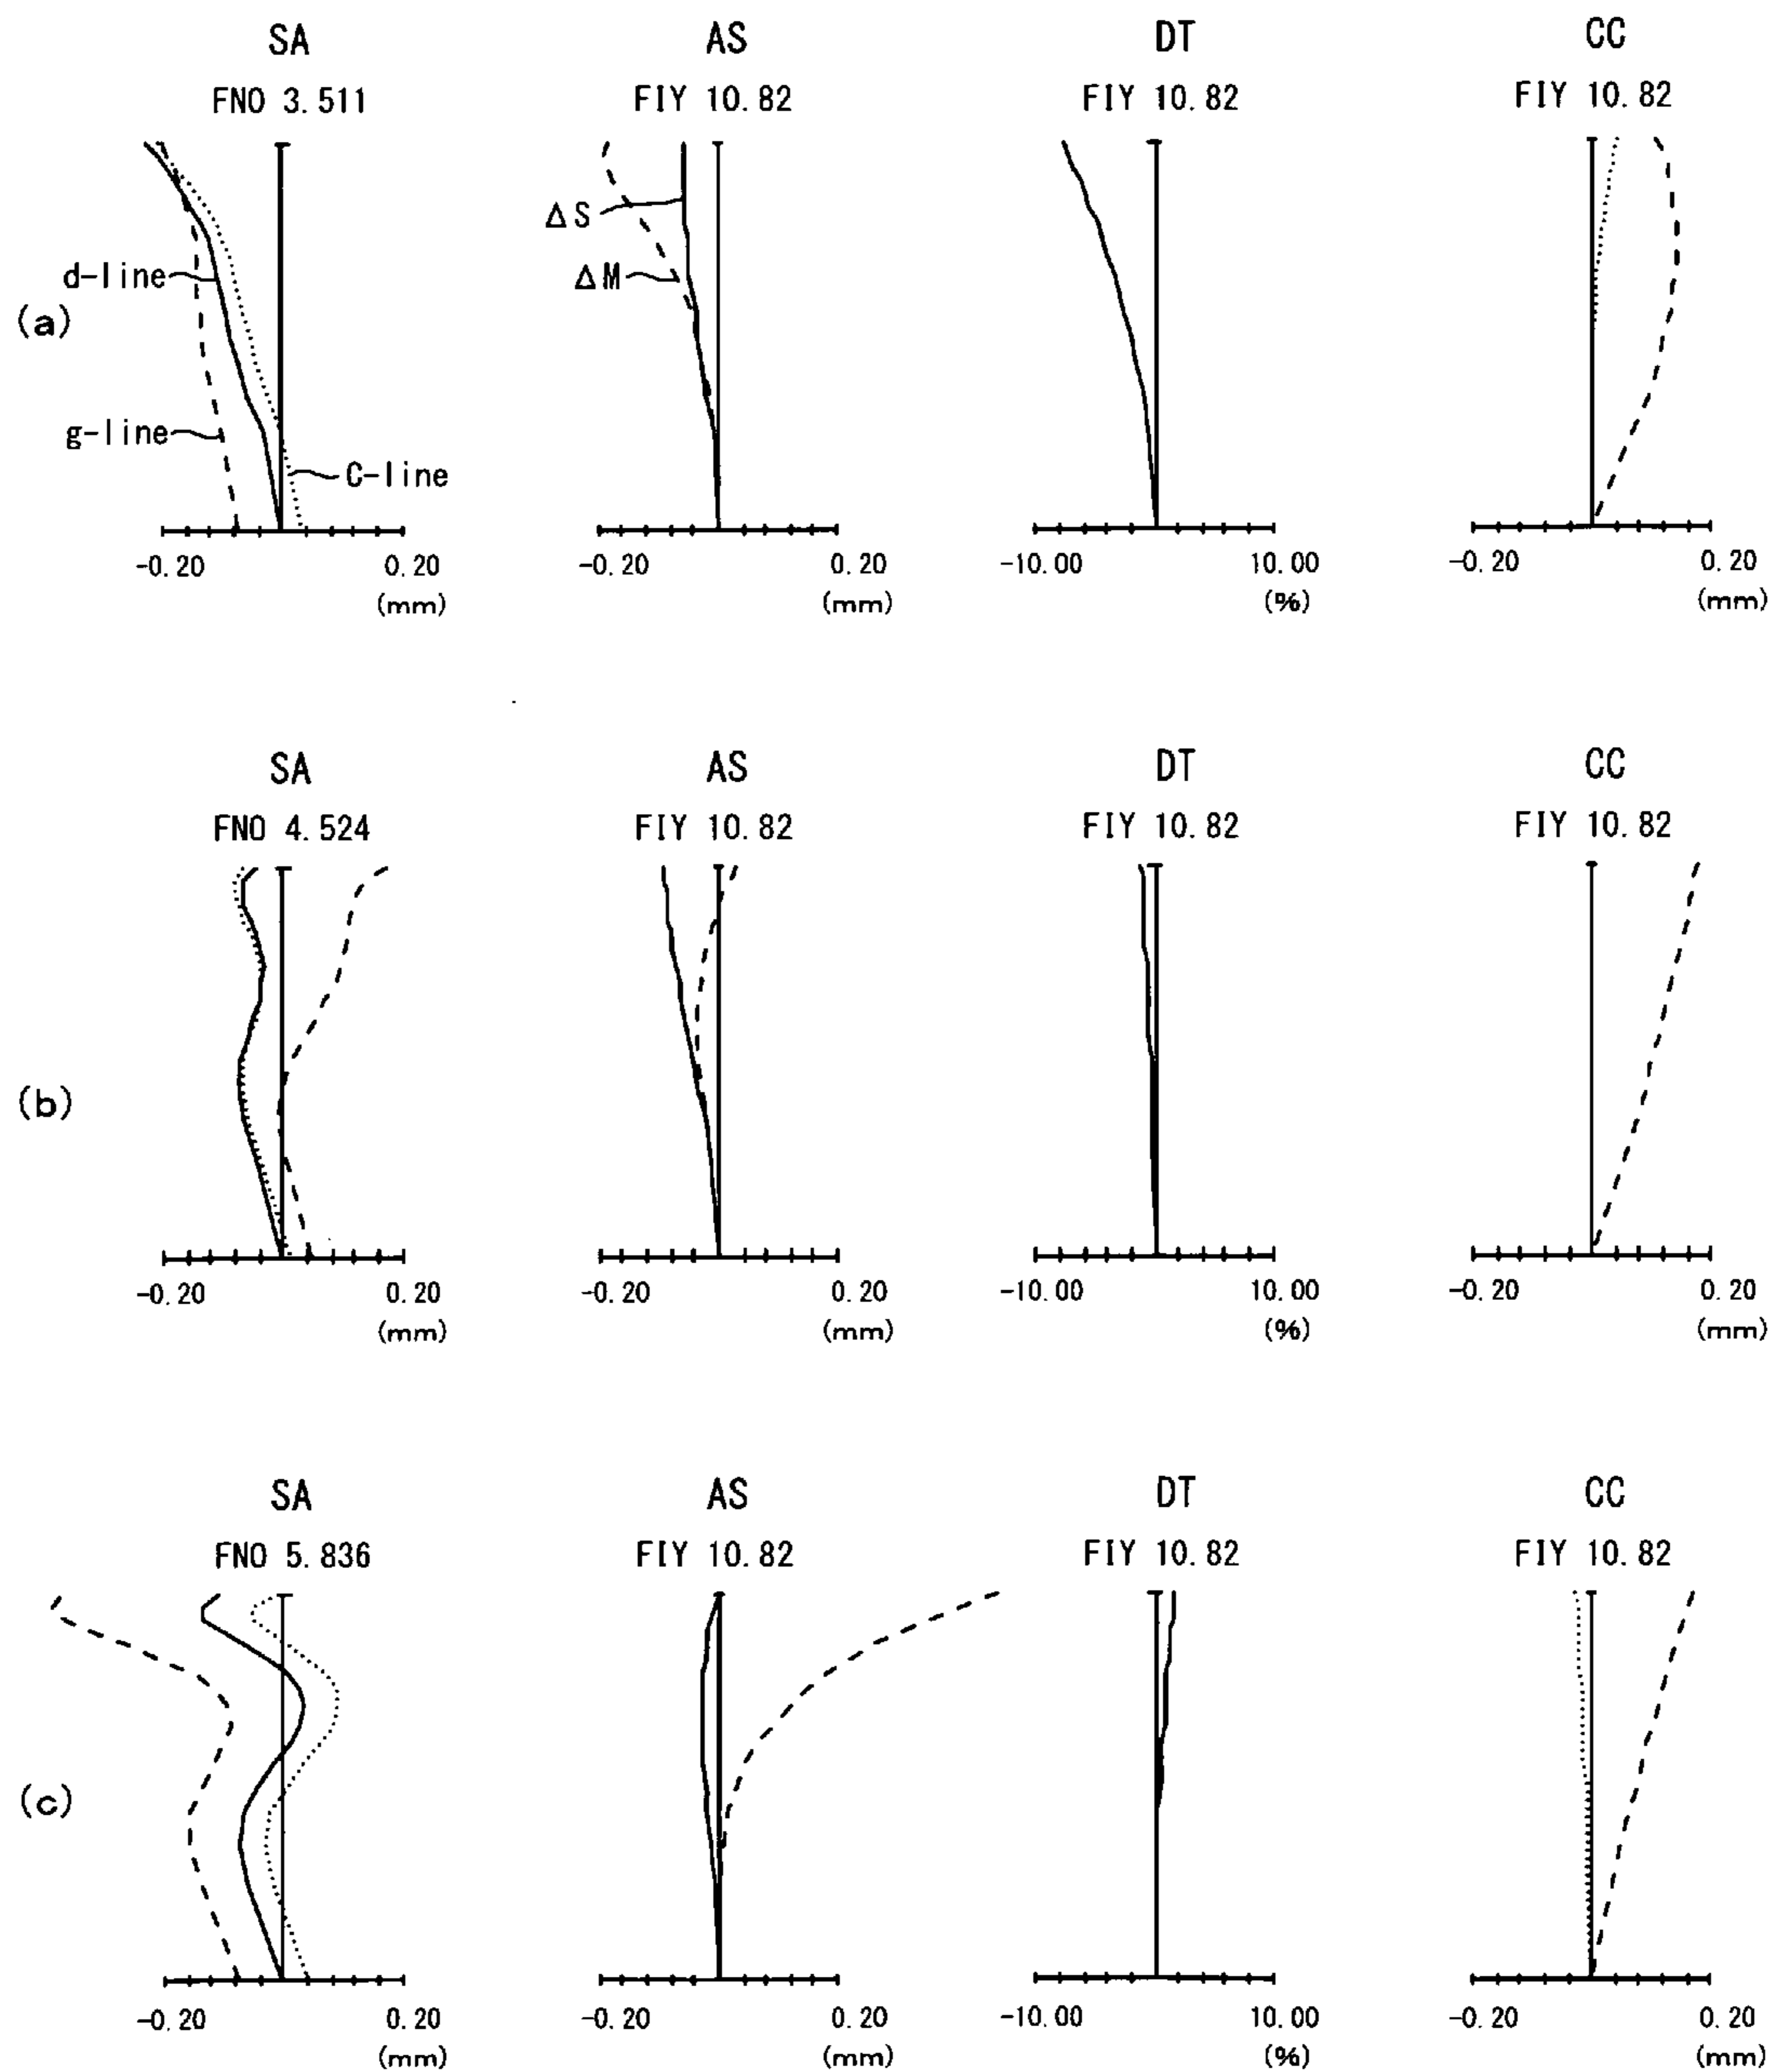 SA AS DT CC
FNO 3.511 FIY 10.82 FIY 10.82 FIY 10.82
ΔS
d-line ΔM
(a)
g-line
C-line
-0.20 0.20 -0.20 0.20 -10.00 10.00 -0.20 0.20
(mm) (mm) (%) (mm)
SA AS DT CC
FNO 4.524 FIY 10.82 FIY 10.82 FIY 10.82
(b)
-0.20 0.20 -0.20 0.20 -10.00 10.00 -0.20 0.20
(mm) (mm) (%) (mm)
SA AS DT CC
FNO 5.836 FIY 10.82 FIY 10.82 FIY 10.82
(c)
-0.20 0.20 -0.20 0.20 -10.00 10.00 -0.20 0.20
(mm) (mm) (%) (mm)